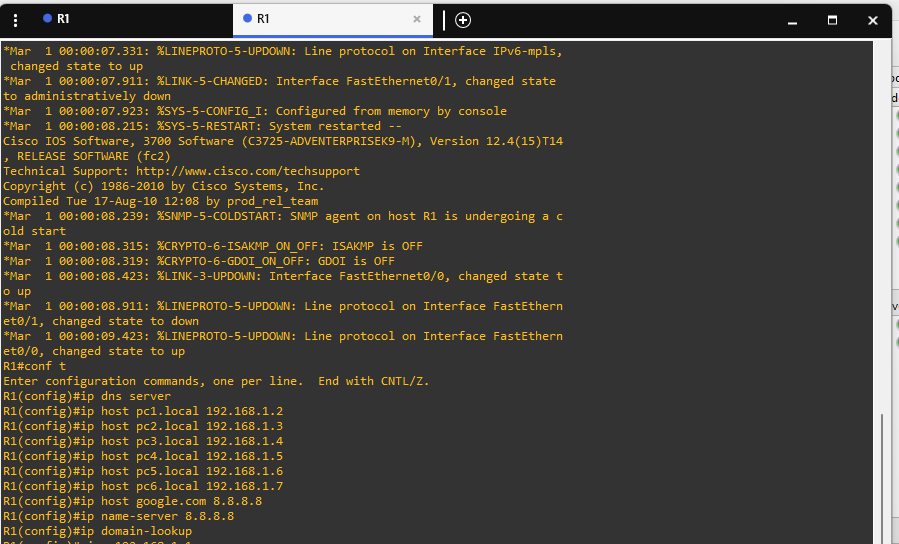 R1
R1
*Mar  1 00:00:07.331: %LINEPROTO-5-UPDOWN: Line protocol on Interface IPv6-mpls,
 changed state to up
*Mar  1 00:00:07.911: %LINK-5-CHANGED: Interface FastEthernet0/1, changed state
to administratively down
*Mar  1 00:00:07.923: %SYS-5-CONFIG_I: Configured from memory by console
*Mar  1 00:00:08.215: %SYS-5-RESTART: System restarted --
Cisco IOS Software, 3700 Software (C3725-ADVENTERPRISEK9-M), Version 12.4(15)T14
, RELEASE SOFTWARE (fc2)
Technical Support: http://www.cisco.com/techsupport
Copyright (c) 1986-2010 by Cisco Systems, Inc.
Compiled Tue 17-Aug-10 12:08 by prod_rel_team
*Mar  1 00:00:08.239: %SNMP-5-COLDSTART: SNMP agent on host R1 is undergoing a c
old start
*Mar  1 00:00:08.315: %CRYPTO-6-ISAKMP_ON_OFF: ISAKMP is OFF
*Mar  1 00:00:08.319: %CRYPTO-6-GDOI_ON_OFF: GDOI is OFF
*Mar  1 00:00:08.423: %LINK-3-UPDOWN: Interface FastEthernet0/0, changed state t
o up
*Mar  1 00:00:08.911: %LINEPROTO-5-UPDOWN: Line protocol on Interface FastEthern
et0/1, changed state to down
*Mar  1 00:00:09.423: %LINEPROTO-5-UPDOWN: Line protocol on Interface FastEthern
et0/0, changed state to up
R1#conf t
Enter configuration commands, one per line.  End with CNTL/Z.
R1(config)#ip dns server
R1(config)#ip host pc1.local 192.168.1.2
R1(config)#ip host pc2.local 192.168.1.3
R1(config)#ip host pc3.local 192.168.1.4
R1(config)#ip host pc4.local 192.168.1.5
R1(config)#ip host pc5.local 192.168.1.6
R1(config)#ip host pc6.local 192.168.1.7
R1(config)#ip host google.com 8.8.8.8
R1(config)#ip name-server 8.8.8.8
R1(config)#ip domain-lookup